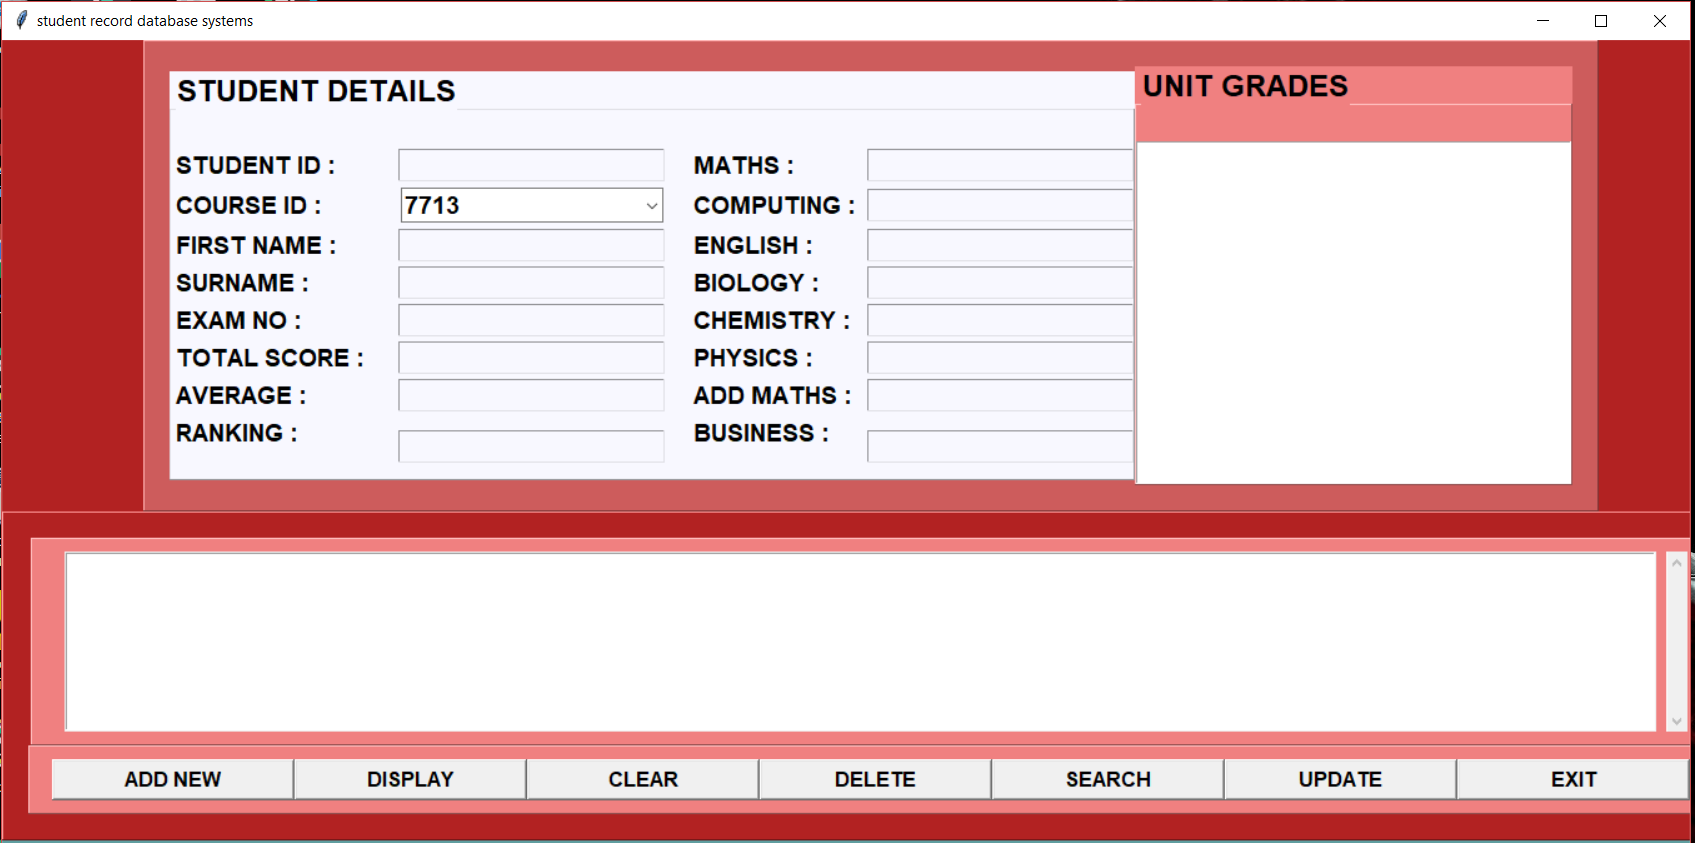 student record database systems
STUDENT DETAILS
UNIT GRADES
STUDENT ID :
MATHS :
COURSE ID :
7713
COMPUTING :
FIRST NAME :
ENGLISH :
SURNAME :
BIOLOGY :
EXAM NO :
CHEMISTRY :
TOTAL SCORE :
PHYSICS :
AVERAGE :
ADD MATHS :
RANKING :
BUSINESS :
ADD NEW
DISPLAY
CLEAR
DELETE
SEARCH
UPDATE
EXIT